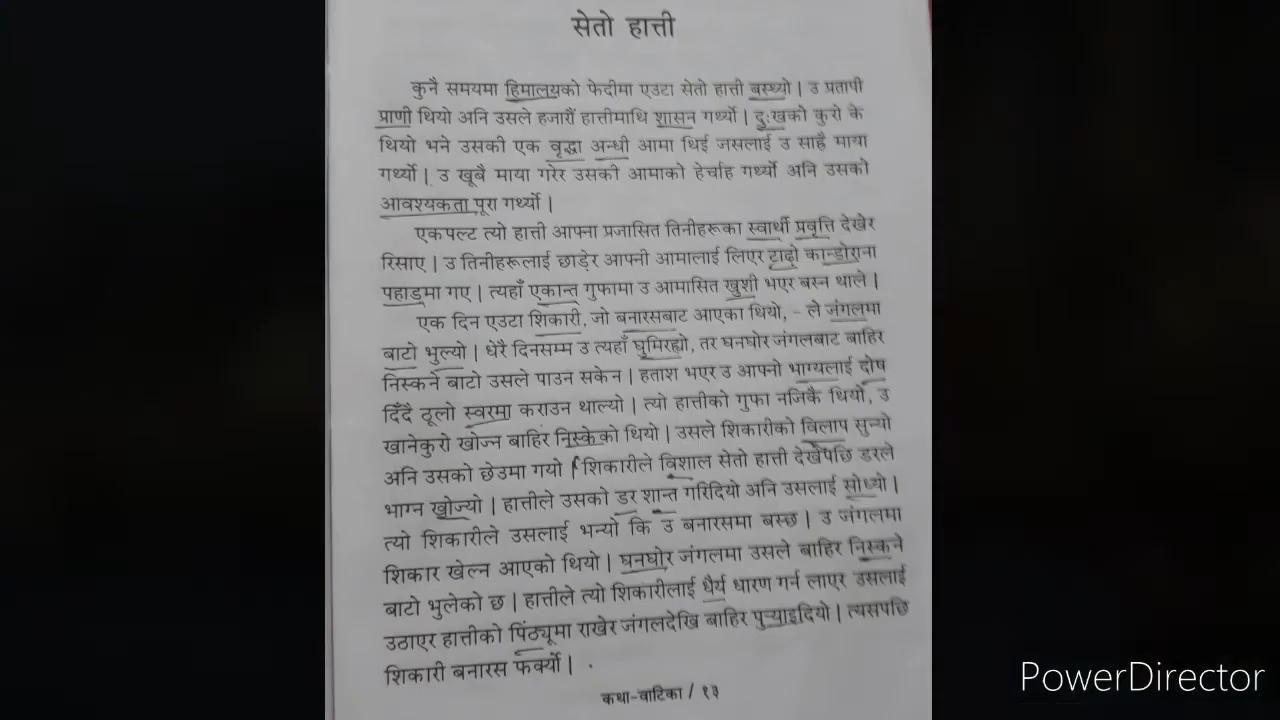 सेतो हात्ती
कुनै समयमा हिमालयको फेदीमा एउटा सेतो हात्ती बस्थ्यो | उ प्रतापी
प्राणी थियो अनि उसले हजारौं हात्तीमाथि शासन गर्थ्यो | दुःखको कुरो के
थियो भने उसकी एक वृद्धा अन्धी आमा थिई जसलाई उ साह्रै माया
गर्थ्यो | उ खूबै माया गरेर उसकी आमाको हेर्चाह गर्थ्यो अनि उसको
आवश्यकता पूरा गर्थ्यो |
एकपल्ट त्यो हात्ती आफ्ना प्रजासित तिनीहरूका स्वार्थी प्रवृत्ति देखेर
रिसाए | उ तिनीहरूलाई छाड़ेर आफ्नी आमालाई लिएर टाढ़ो कान्डोराना
पहाड़मा गए | त्यहाँ एकान्त गुफामा उ आमासित खुशी भएर बस्न थाले |
एक दिन एउटा शिकारी, जो बनारसबाट आएका थियो, - ले जंगलमा
बाटो भुल्यो | धेरै दिनसम्म उ त्यहाँ घुमिरह्यो, तर घनघोर जंगलबाट बाहिर
निस्कने बाटो उसले पाउन सकेन | हताश भएर उ आफ्नो भाग्यलाई दोष
दिँदै ठूलो स्वरमा कराउन थाल्यो | त्यो हात्तीको गुफा नजिकै थियो, उ
खानेकुरो खोज्न बाहिर निस्केको थियो | उसले शिकारीको विलाप सुन्यो
अनि उसको छेउमा गयो | शिकारीले विशाल सेतो हात्ती देखेपछि डरले
भाग्न खोज्यो | हात्तीले उसको डर शान्त गरिदियो अनि उसलाई सोध्यो |
त्यो शिकारीले उसलाई भन्यो कि उ बनारसमा बस्छ | उ जंगलमा
शिकार खेल्न आएको थियो | घनघोर जंगलमा उसले बाहिर निस्कने
बाटो भुलेको छ | हात्तीले त्यो शिकारीलाई धैर्य धारण गर्न लाएर उसलाई
उठाएर हात्तीको पिठ्यूमा राखेर जंगलदेखि बाहिर पुऱ्याइदियो | त्यसपछि
शिकारी बनारस फर्क्यो |
कथा-वाटिका / १३
PowerDirector